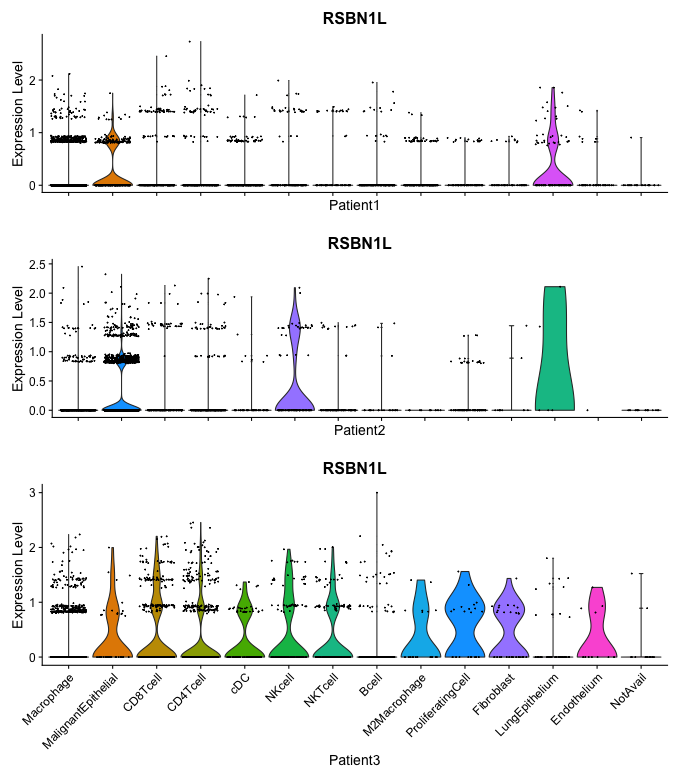 RSBN1L
Expression Level
2
1
0
Patient1
RSBN1L
Expression Level
2.5
2.0
1.5
1.0
0.5
0.0
Patient2
RSBN1L
Expression Level
3
2
1
0
Macrophage
MalignantEpithelial
CD8Tcell
CD4Tcell
cDC
NKcell
NKTcell
Bcell
M2Macrophage
ProliferatingCell
Fibroblast
LungEpithelium
Endothelium
NotAvail
Patient3